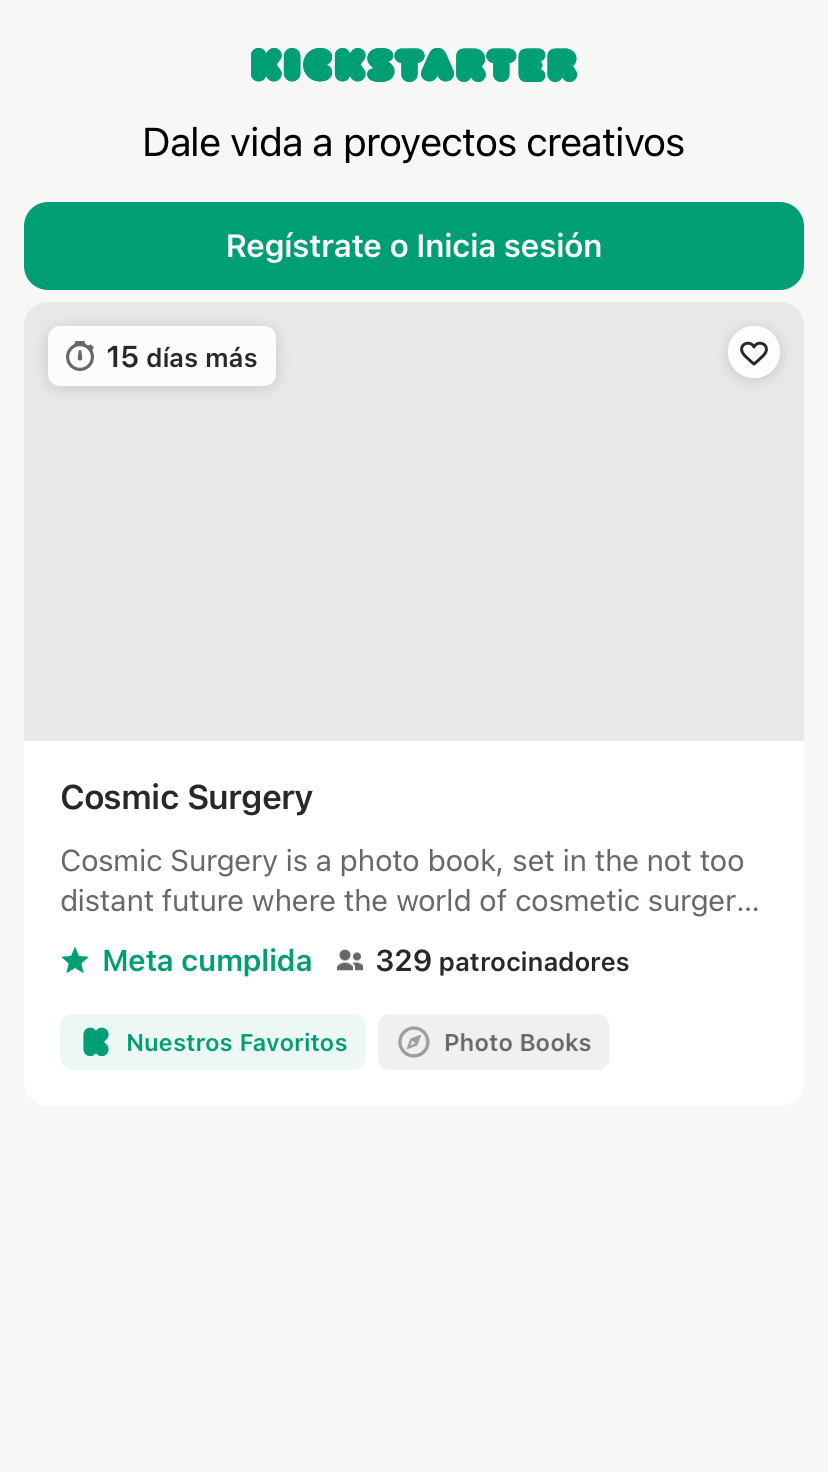 KICKSTARTER
Dale vida a proyectos creativos
Regístrate o Inicia sesión
15 días más
Cosmic Surgery
Cosmic Surgery is a photo book, set in the not too
distant future where the world of cosmetic surger...
Meta cumplida 329 patrocinadores
Nuestros Favoritos Photo Books